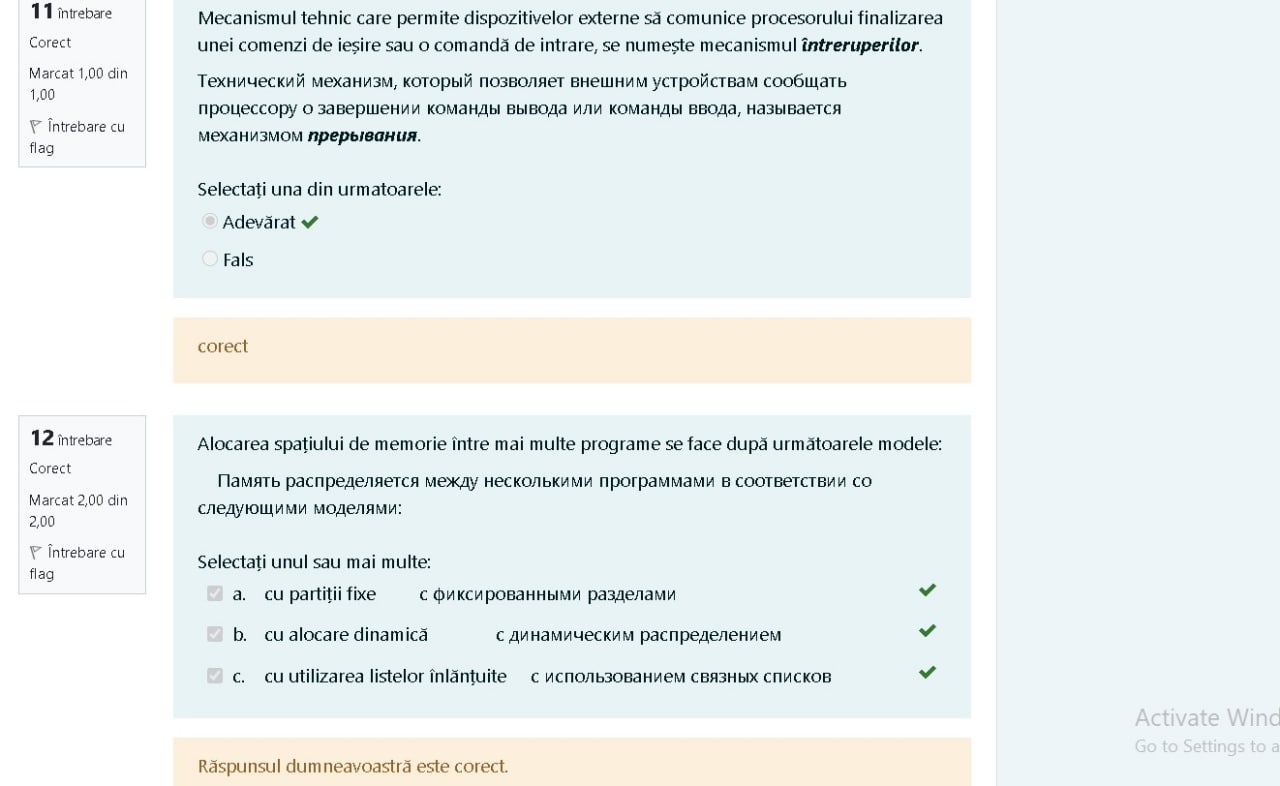 11 întrebare
Corect
Marcat 1,00 din
1,00
Întrebare cu
flag
Mecanismul tehnic care permite dispozitivelor externe să comunice procesorului finalizarea
unei comenzi de ieșire sau o comandă de intrare, se numește mecanismul întreruperilor.
Технический механизм, который позволяет внешним устройствам сообщать
процессору о завершении команды вывода или команды ввода, называется
механизмом прерывания.
Selectați una din urmatoarele:
Adevărat
Fals
corect
12 întrebare
Corect
Marcat 2,00 din
2,00
Întrebare cu
flag
Alocarea spațiului de memorie între mai multe programe se face după următoarele modele:
Память распределяется между несколькими программами в соответствии со
следующими моделями:
Selectați unul sau mai multe:
a. cu partiții fixe с фиксированными разделами
b. cu alocare dinamică с динамическим распределением
c. cu utilizarea listelor înlănțuite с использованием связных списков
Răspunsul dumneavoastră este corect.
Activate Wind
Go to Settings to a